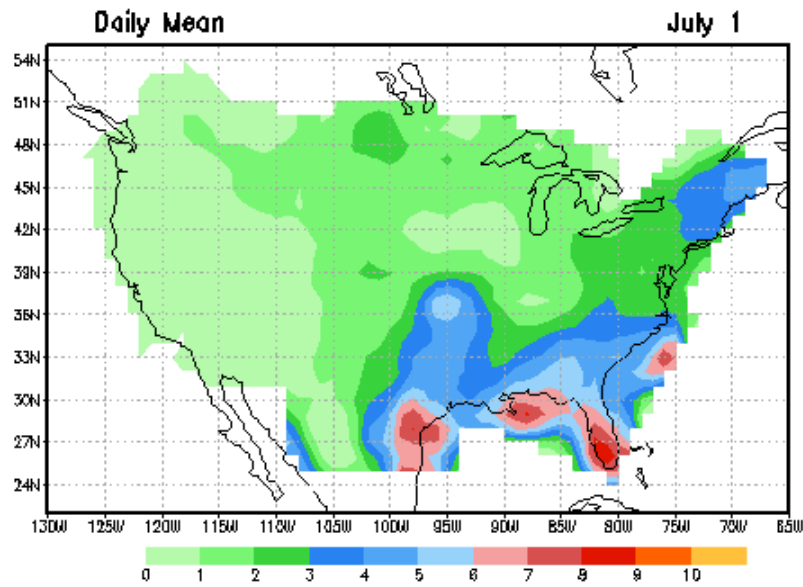 Daily Mean July 1
54N
51N
48N
45N
42N
39N
36N
33N
30N
27N
24N
130W 125W 120W 115W 110W 105W 100W 95W 90W 85W 80W 75W 70W 65W
0 1 2 3 4 5 6 7 8 9 10